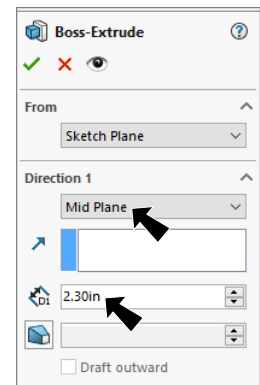 Boss-Extrude
From
Sketch Plane
Direction 1
Mid Plane
D1
2.30in
Draft outward